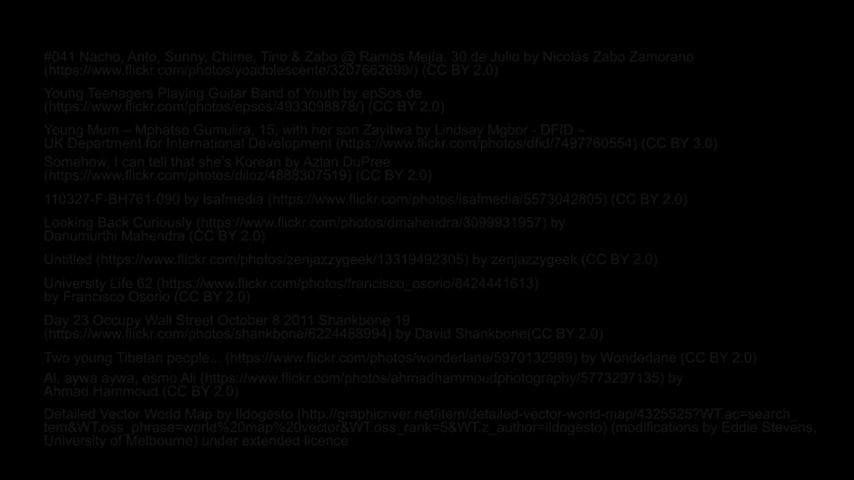 #041 Nacho, Anto, Sunny, Chime, Tino & Zabo @ Ramos Mejía. 30 de Julio by Nicolás Zabo Zamorano
(https://www.flickr.com/photos/yoadolescente/3207662699/) (CC BY 2.0)
Young Teenagers Playing Guitar Band of Youth by epSos.de
(https://www.flickr.com/photos/epsos/4933098878/) (CC BY 2.0)
Young Mum – Mphatso Gumulira, 15, with her son Zayitwa by Lindsay Mgbor - DFID –
UK Department for International Development (https://www.flickr.com/photos/dfid/7497760554) (CC BY 3.0)
Somehow, I can tell that she's Korean by Azlan DuPree
(https://www.flickr.com/photos/diloz/4888307519) (CC BY 2.0)
110327-F-BH761-090 by isafmedia (https://www.flickr.com/photos/isafmedia/5573042805) (CC BY 2.0)
Looking Back Curiously (https://www.flickr.com/photos/dmahendra/3099931957) by
Danumurthi Mahendra (CC BY 2.0)
Untitled (https://www.flickr.com/photos/zenjazzygeek/13319492305) by zenjazzygeek (CC BY 2.0)
University Life 62 (https://www.flickr.com/photos/francisco_osorio/8424441613)
by Francisco Osorio (CC BY 2.0)
Day 23 Occupy Wall Street October 8 2011 Shankbone 19
(https://www.flickr.com/photos/shankbone/6224488994) by David Shankbone(CC BY 2.0)
Two young Tibetan people... (https://www.flickr.com/photos/wonderlane/5970132989) by Wonderlane (CC BY 2.0)
Al, aywa aywa, esmo Ali (https://www.flickr.com/photos/ahmadhammoudphotography/5773297135) by
Ahmad Hammoud (CC BY 2.0)
Detailed Vector World Map by Ildogesto (http://graphicriver.net/item/detailed-vector-world-map/4325525?WT.ac=search_
tem&WT.oss_phrase=world%20map%20vector&WT.oss_rank=5&WT.z_author=ildogesto) (modifications by Eddie Stevens,
University of Melbourne) under extended licence